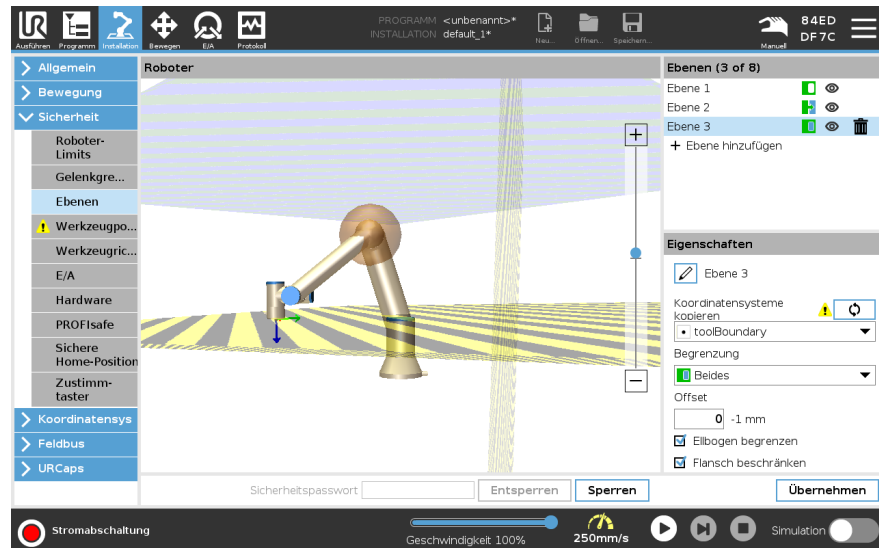 PROGRAMM <unbenannt>*
INSTALLATION default_1*
Ausführen
Programm
Installation
Bewegen
E/A
Protokoll
Neu...
Öffnen...
Speichern...
Manuell
84ED
DF7C
Allgemein
Bewegung
Sicherheit
Roboter-
Limits
Gelenkgre...
Ebenen
Werkzeugpo...
Werkzeugric...
E/A
Hardware
PROFIsafe
Sichere
Home-Position
Zustimm-
taster
Koordinatensys
Feldbus
URCaps
Roboter
Ebenen (3 of 8)
Ebene 1
Ebene 2
Ebene 3
+ Ebene hinzufügen
Eigenschaften
Ebene 3
Koordinatensysteme
kopieren
toolBoundary
Begrenzung
Beides
Offset
0 -1 mm
Ellbogen begrenzen
Flansch beschränken
Sicherheitspasswort
Entsperren
Sperren
Übernehmen
Stromabschaltung
Geschwindigkeit 100%
250mm/s
Simulation